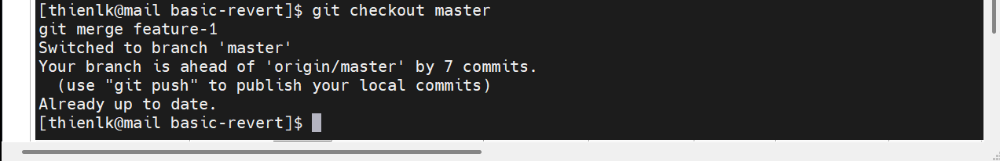 [thienlk@mail basic-revert]$ git checkout master
git merge feature-1
Switched to branch 'master'
Your branch is ahead of 'origin/master' by 7 commits.
  (use "git push" to publish your local commits)
Already up to date.
[thienlk@mail basic-revert]$